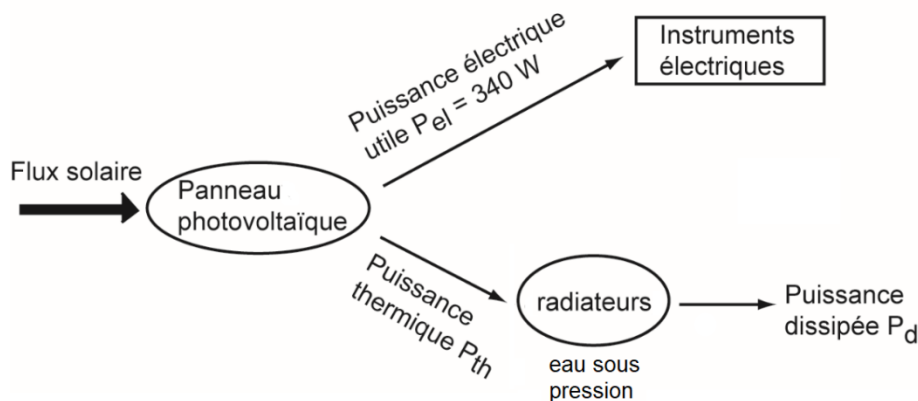 Flux solaire
Panneau
photovoltaïque
Puissance électrique
utile Pel = 340 W
Instruments
électriques
Puissance
thermique Pth
radiateurs
eau sous
pression
Puissance
dissipée Pd